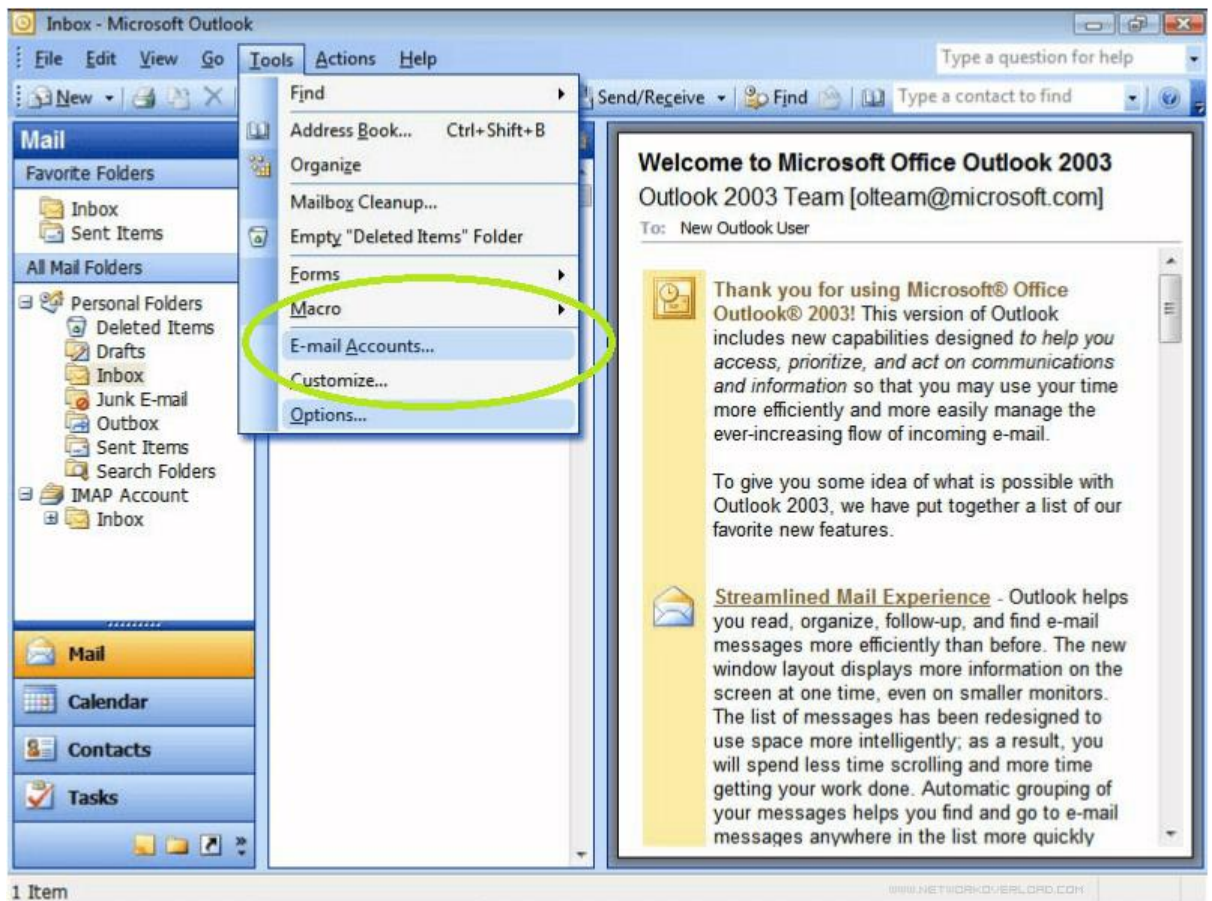 Inbox - Microsoft Outlook
File Edit View Go Tools Actions Help
Type a question for help
New
Send/Receive
Find
Type a contact to find
Find
Address Book... Ctrl+Shift+B
Organize
Mailbox Cleanup...
Empty "Deleted Items" Folder
Forms
Macro
E-mail Accounts...
Customize...
Options...
Mail
Favorite Folders
Inbox
Sent Items
All Mail Folders
Personal Folders
Deleted Items
Drafts
Inbox
Junk E-mail
Outbox
Sent Items
Search Folders
IMAP Account
Inbox
Mail
Calendar
Contacts
Tasks
Welcome to Microsoft Office Outlook 2003
Outlook 2003 Team [olteam@microsoft.com]
To: New Outlook User
Thank you for using Microsoft® Office
Outlook® 2003! This version of Outlook
includes new capabilities designed to help you
access, prioritize, and act on communications
and information so that you may use your time
more efficiently and more easily manage the
ever-increasing flow of incoming e-mail.
To give you some idea of what is possible with
Outlook 2003, we have put together a list of our
favorite new features.
Streamlined Mail Experience - Outlook helps
you read, organize, follow-up, and find e-mail
messages more efficiently than before. The new
window layout displays more information on the
screen at one time, even on smaller monitors.
The list of messages has been redesigned to
use space more intelligently; as a result, you
will spend less time scrolling and more time
getting your work done. Automatic grouping of
your messages helps you find and go to e-mail
messages anywhere in the list more quickly
1 Item
WWW.NETWORKOVERLORD.COM